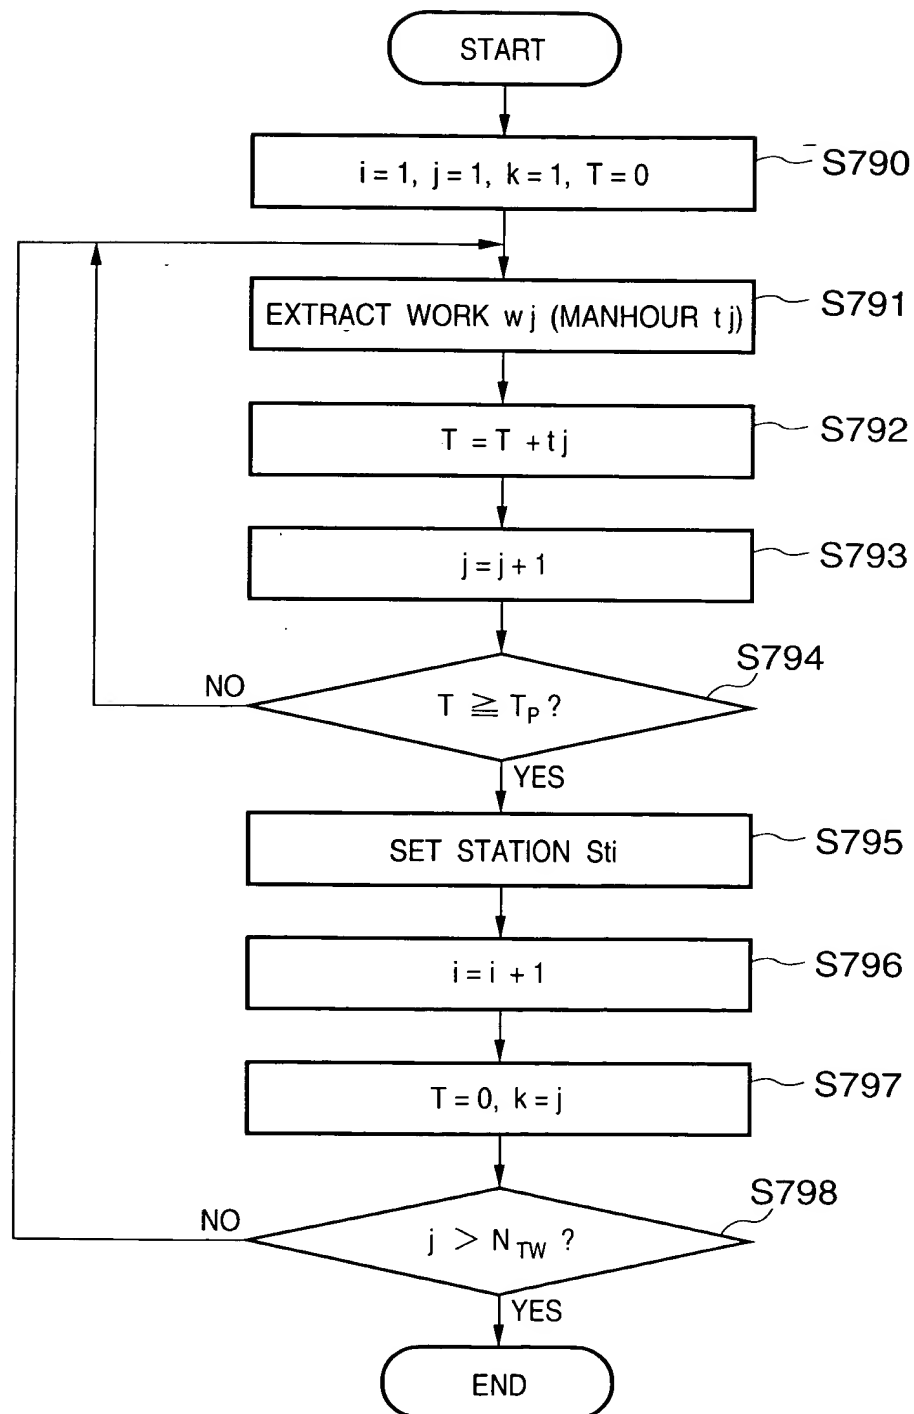 START
i = 1, j = 1, k = 1, T = 0
S790
EXTRACT WORK wj (MANHOUR tj)
S791
T = T + tj
S792
j = j + 1
S793
S794
NO
T ≧ TP ?
YES
SET STATION Sti
S795
i = i + 1
S796
T = 0, k = j
S797
S798
NO
j > NTW ?
YES
END